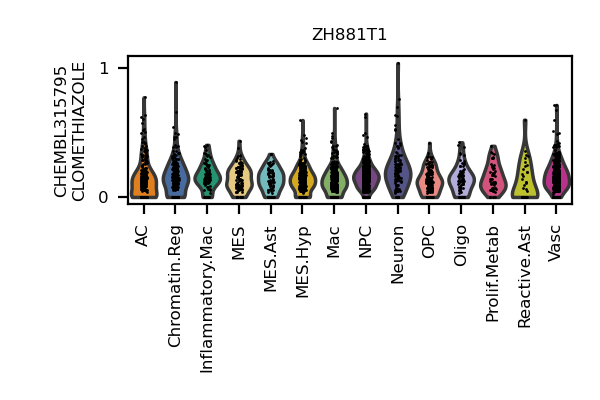 ZH881T1
CHEMBL315795
CLOMETHIAZOLE
1
0
AC
Chromatin.Reg
Inflammatory.Mac
MES
MES.Ast
MES.Hyp
Mac
NPC
Neuron
OPC
Oligo
Prolif.Metab
Reactive.Ast
Vasc